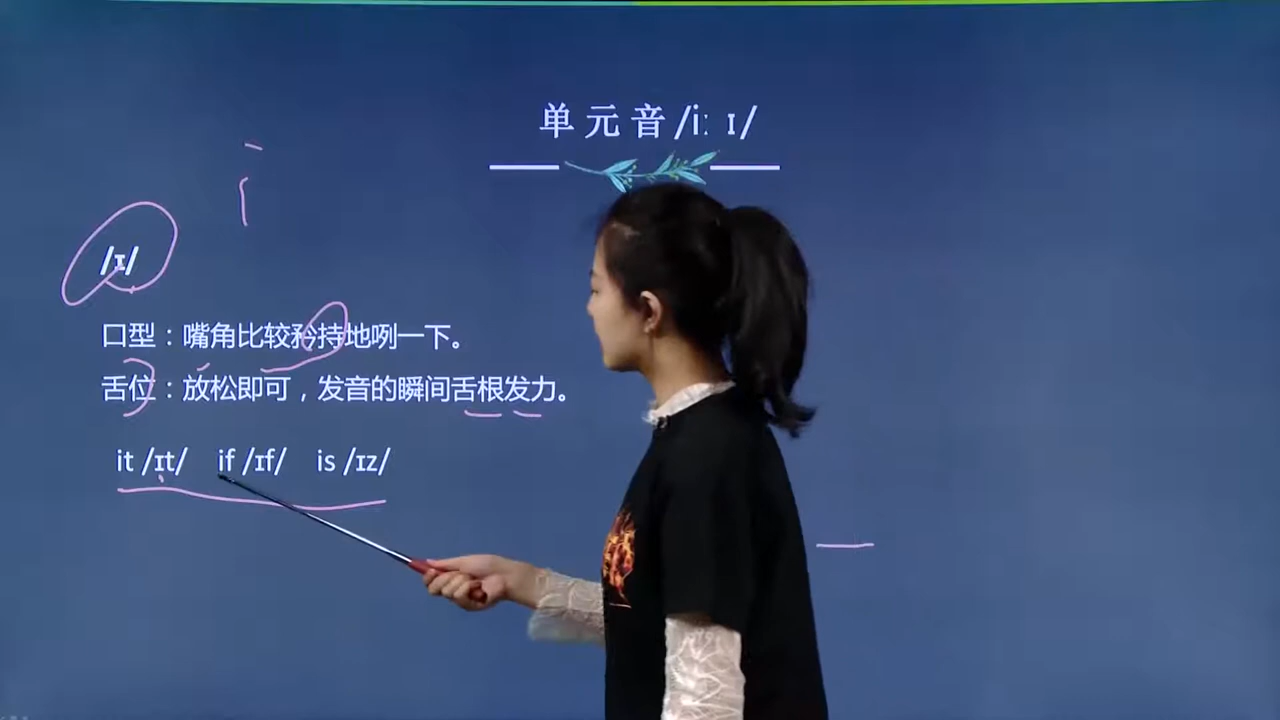 单元音/iː ɪ/
i
/ɪ/
口型：嘴角比较矜持地咧一下。
舌位：放松即可，发音的瞬间舌根发力。
it /ɪt/ if /ɪf/ is /ɪz/